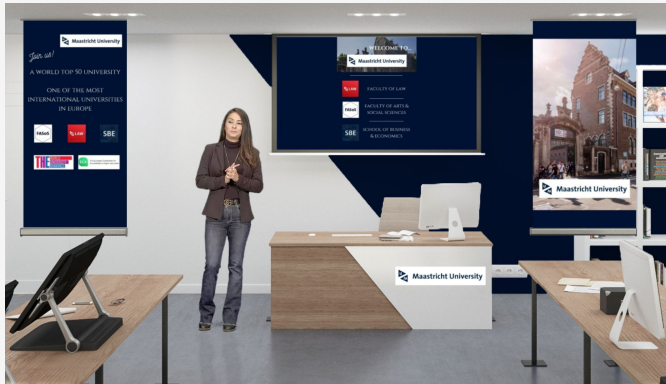 Join us!
Maastricht University
A WORLD TOP 50 UNIVERSITY
ONE OF THE MOST
INTERNATIONAL UNIVERSITIES
IN EUROPE
FASoS
LAW
SBE
THE
WELCOME TO...
Maastricht University
LAW
FACULTY OF LAW
FASoS
FACULTY OF ARTS &
SOCIAL SCIENCES
SBE
SCHOOL OF BUSINESS
& ECONOMICS
Maastricht University
Maastricht University